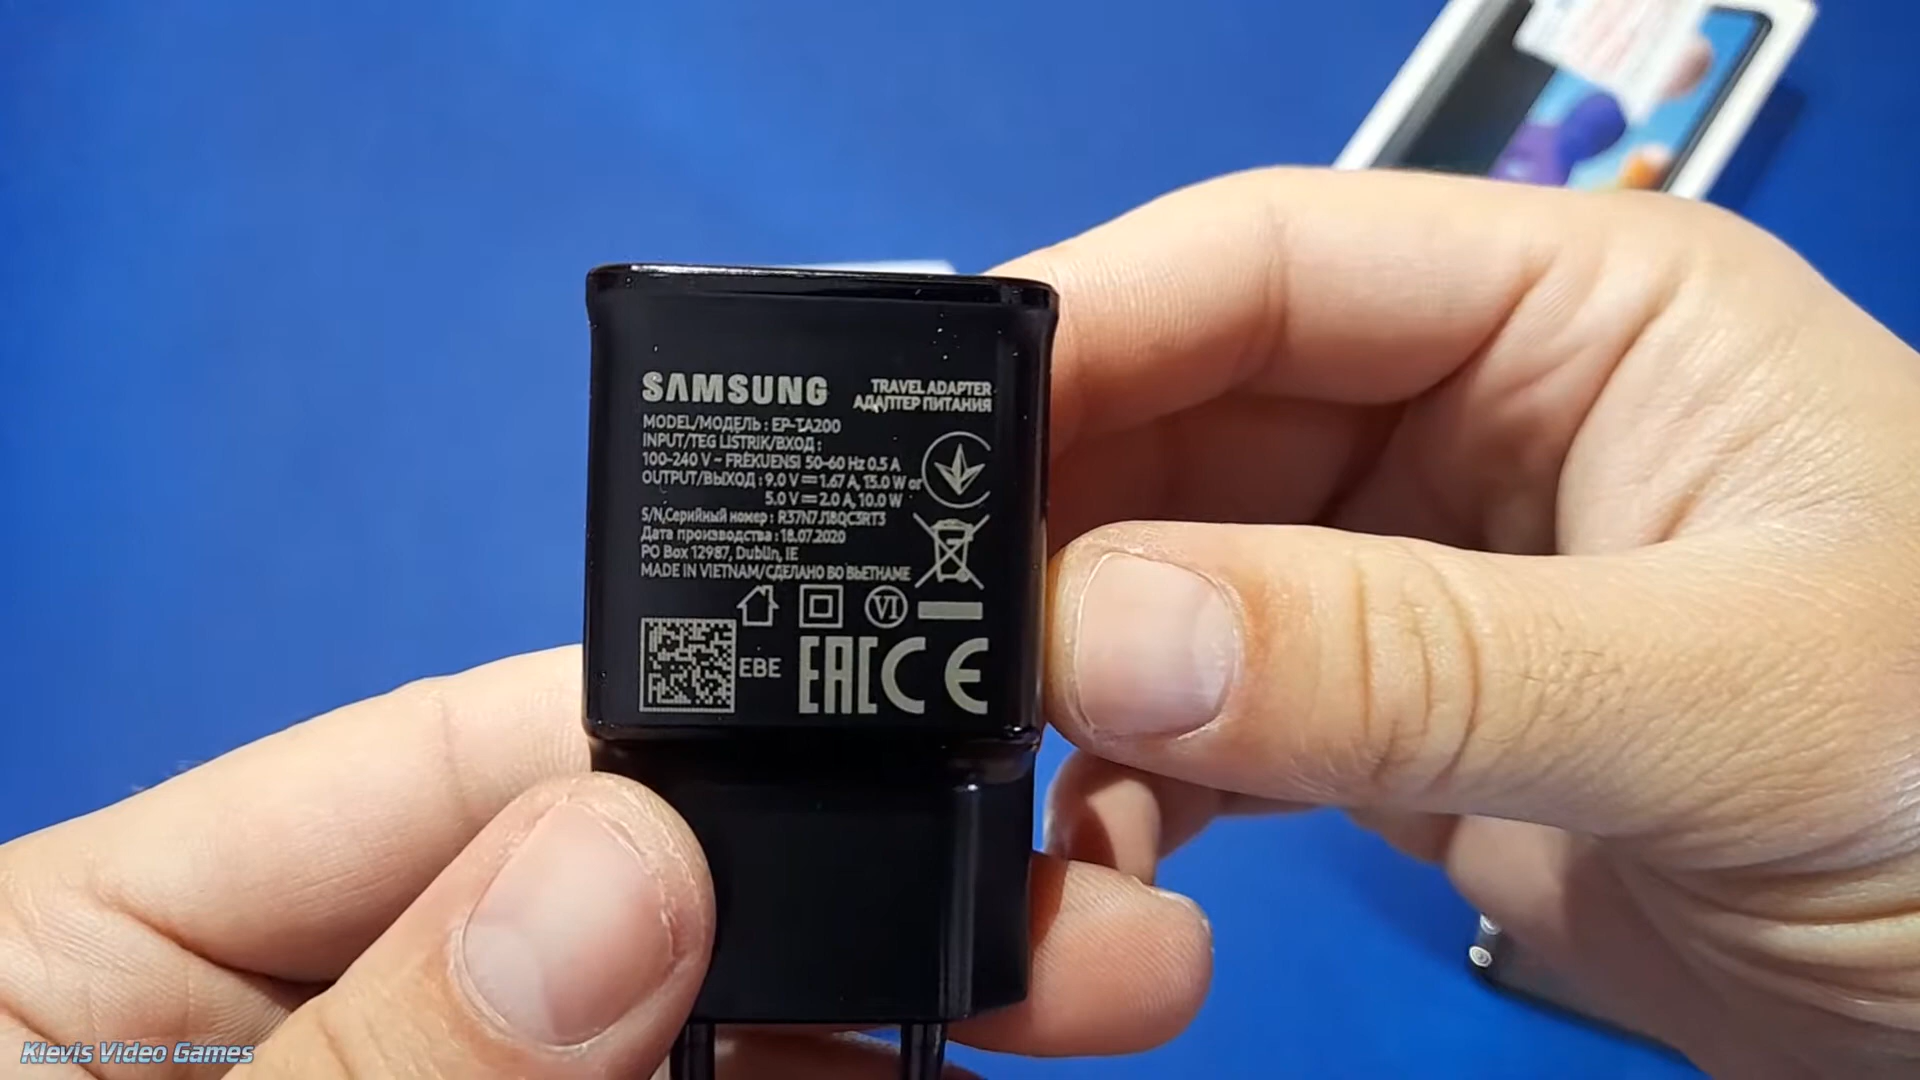 SAMSUNG
TRAVEL ADAPTER
АДАПТЕР ПИТАНИЯ
MODEL/МОДЕЛЬ : EP-TA200
INPUT/TEG LISTRIK/ВХОД :
100-240 V ~ FREKUENSI 50-60 Hz 0.5 A
OUTPUT/ВЫХОД : 9.0 V ⎓ 1.67 A, 15.0 W or
5.0 V ⎓ 2.0 A, 10.0 W
S/N,Серийный номер :
Дата производства : 18.07.2020
PO Box 12987, Dublin, IE
MADE IN VIETNAM/СДЕЛАНО ВО ВЬЕТНАМЕ
VI
EBE
EAC CE
Klevis Video Games